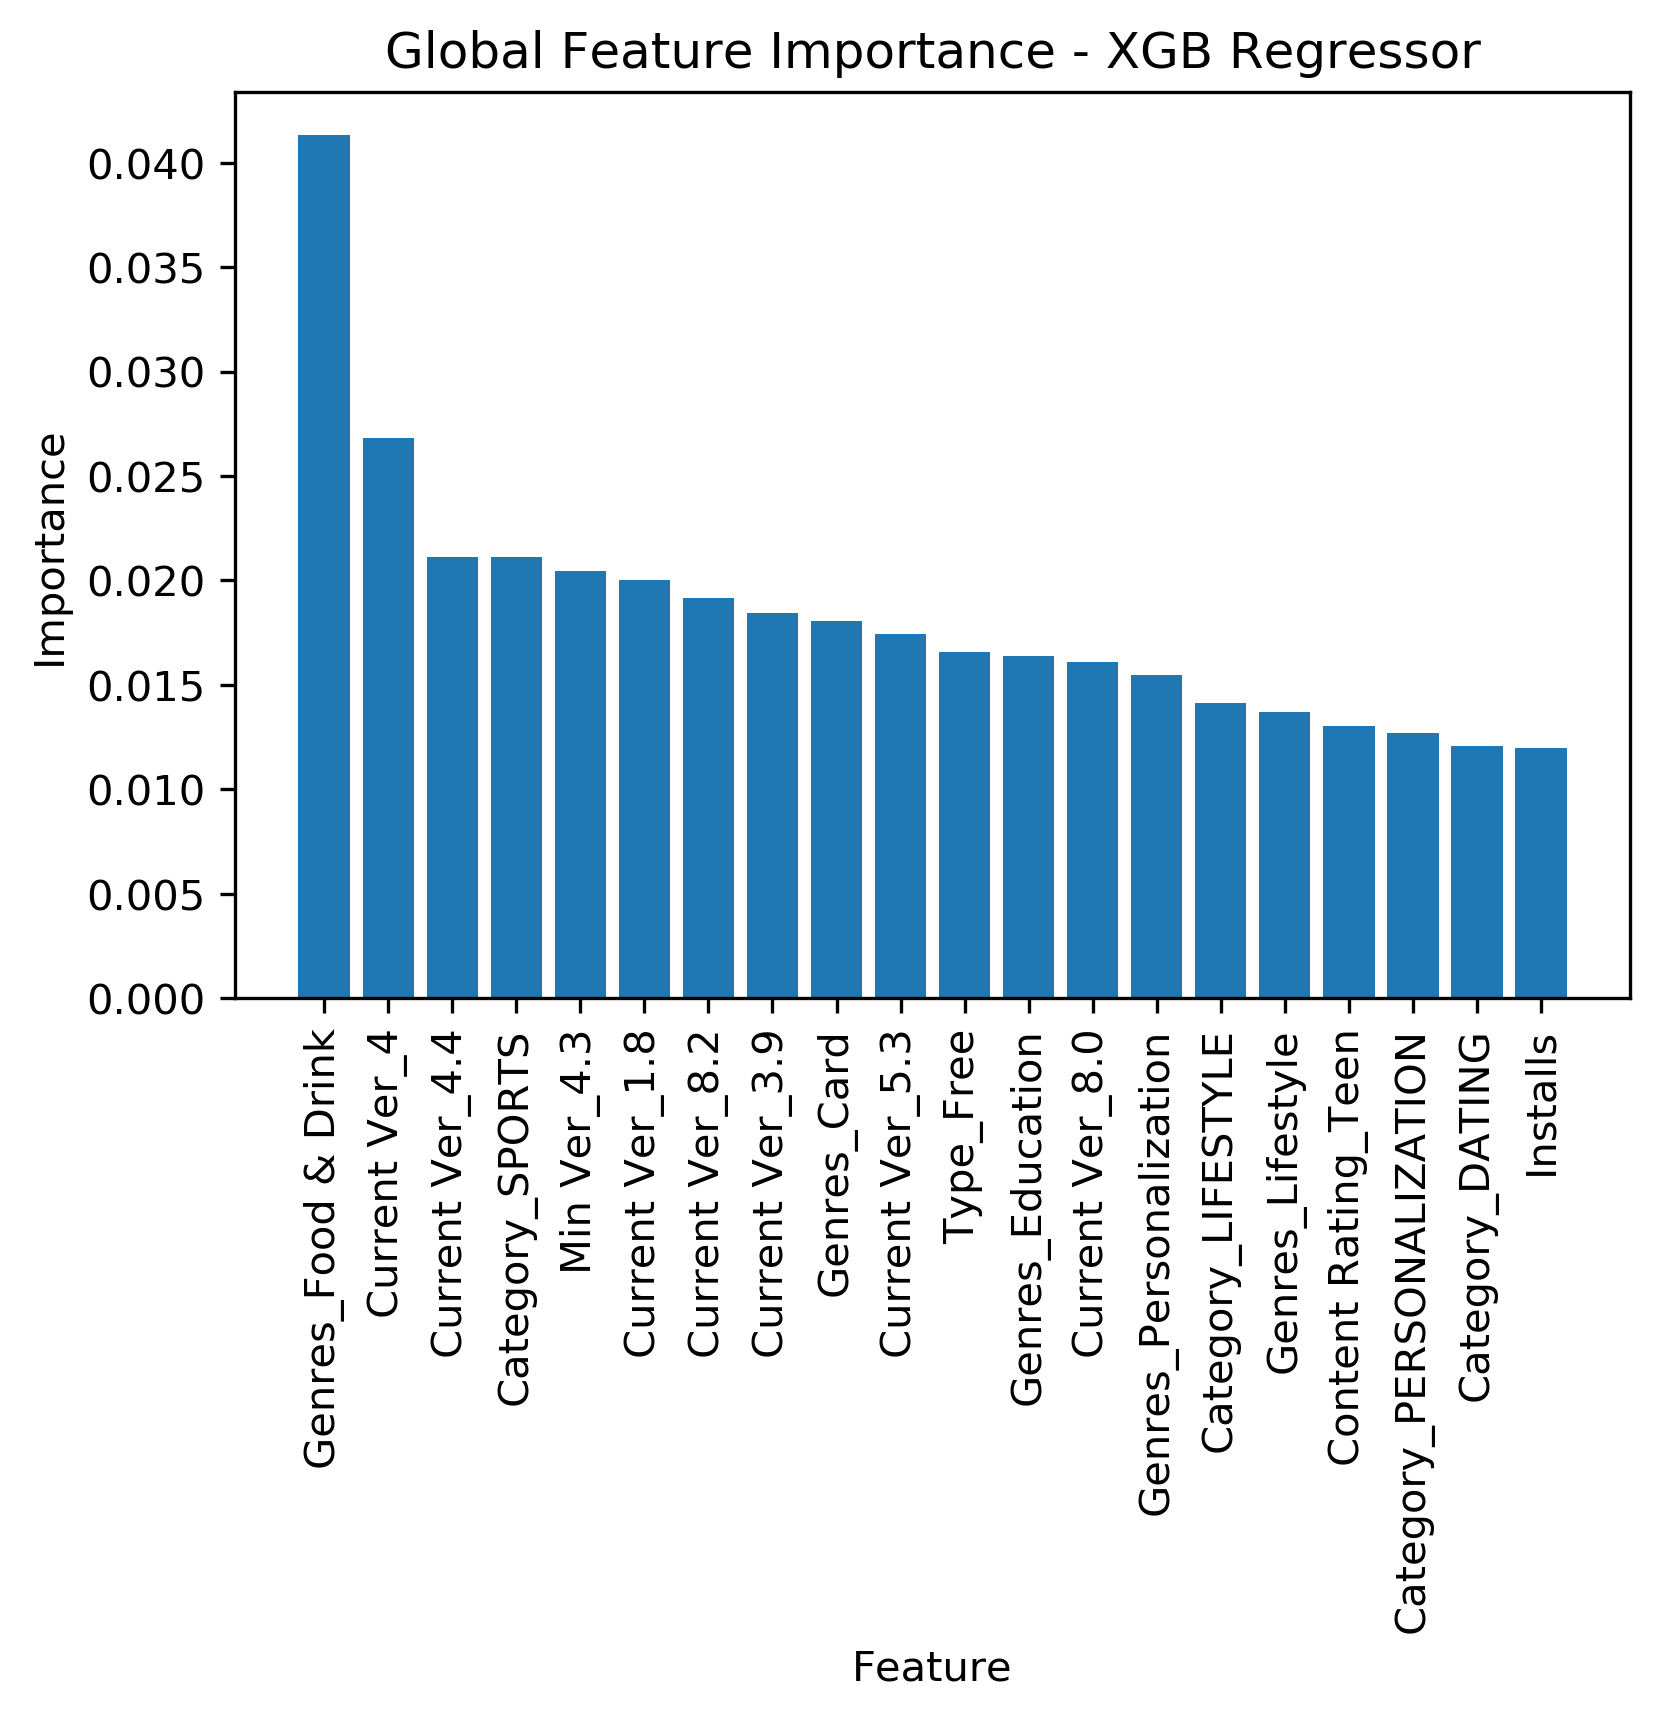 Global Feature Importance - XGB Regressor
Importance
0.040
0.035
0.030
0.025
0.020
0.015
0.010
0.005
0.000
Genres_Food & Drink
Current Ver_4
Current Ver_4.4
Category_SPORTS
Min Ver_4.3
Current Ver_1.8
Current Ver_8.2
Current Ver_3.9
Genres_Card
Current Ver_5.3
Type_Free
Genres_Education
Current Ver_8.0
Genres_Personalization
Category_LIFESTYLE
Genres_Lifestyle
Content Rating_Teen
Category_PERSONALIZATION
Category_DATING
Installs
Feature